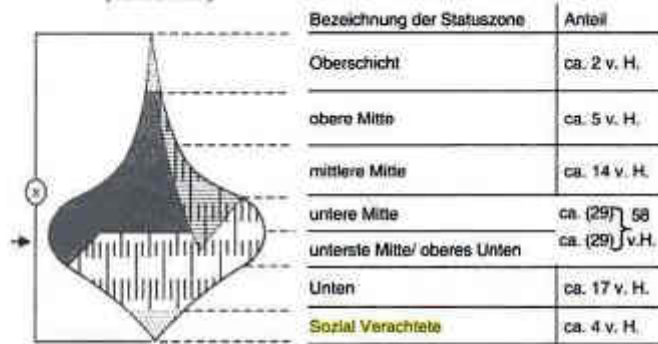 Bezeichnung der Statuszone Anteil
Oberschicht ca. 2 v. H.
obere Mitte ca. 5 v. H.
mittlere Mitte ca. 14 v. H.
x
untere Mitte ca. (29) 58
unterste Mitte/ oberes Unten ca. (29) v.H.
Unten ca. 17 v. H.
Sozial Verachtete ca. 4 v. H.